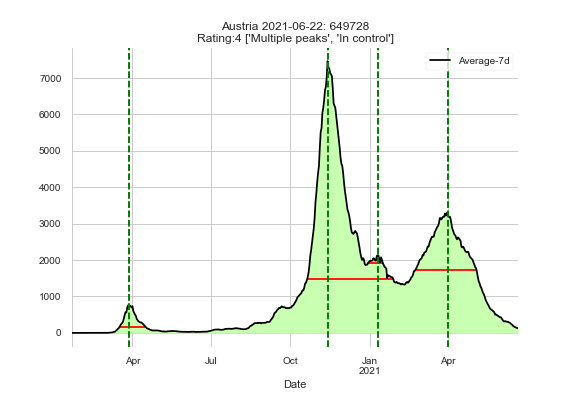 Austria 2021-06-22: 649728
Rating:4 ['Multiple peaks', 'In control']
Average-7d
7000
6000
5000
4000
3000
2000
1000
0
Apr
Jul
Oct
Jan
2021
Apr
Date